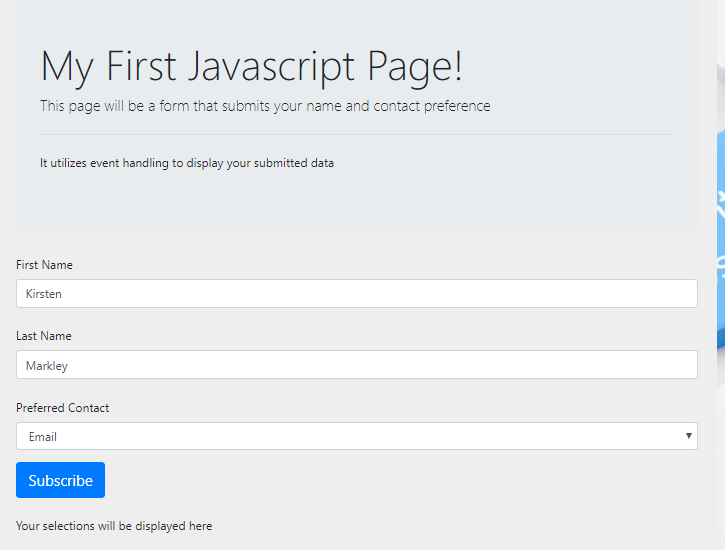 My First Javascript Page!
This page will be a form that submits your name and contact preference
It utilizes event handling to display your submitted data
First Name
Kirsten
Last Name
Markley
Preferred Contact
Email
Subscribe
Your selections will be displayed here